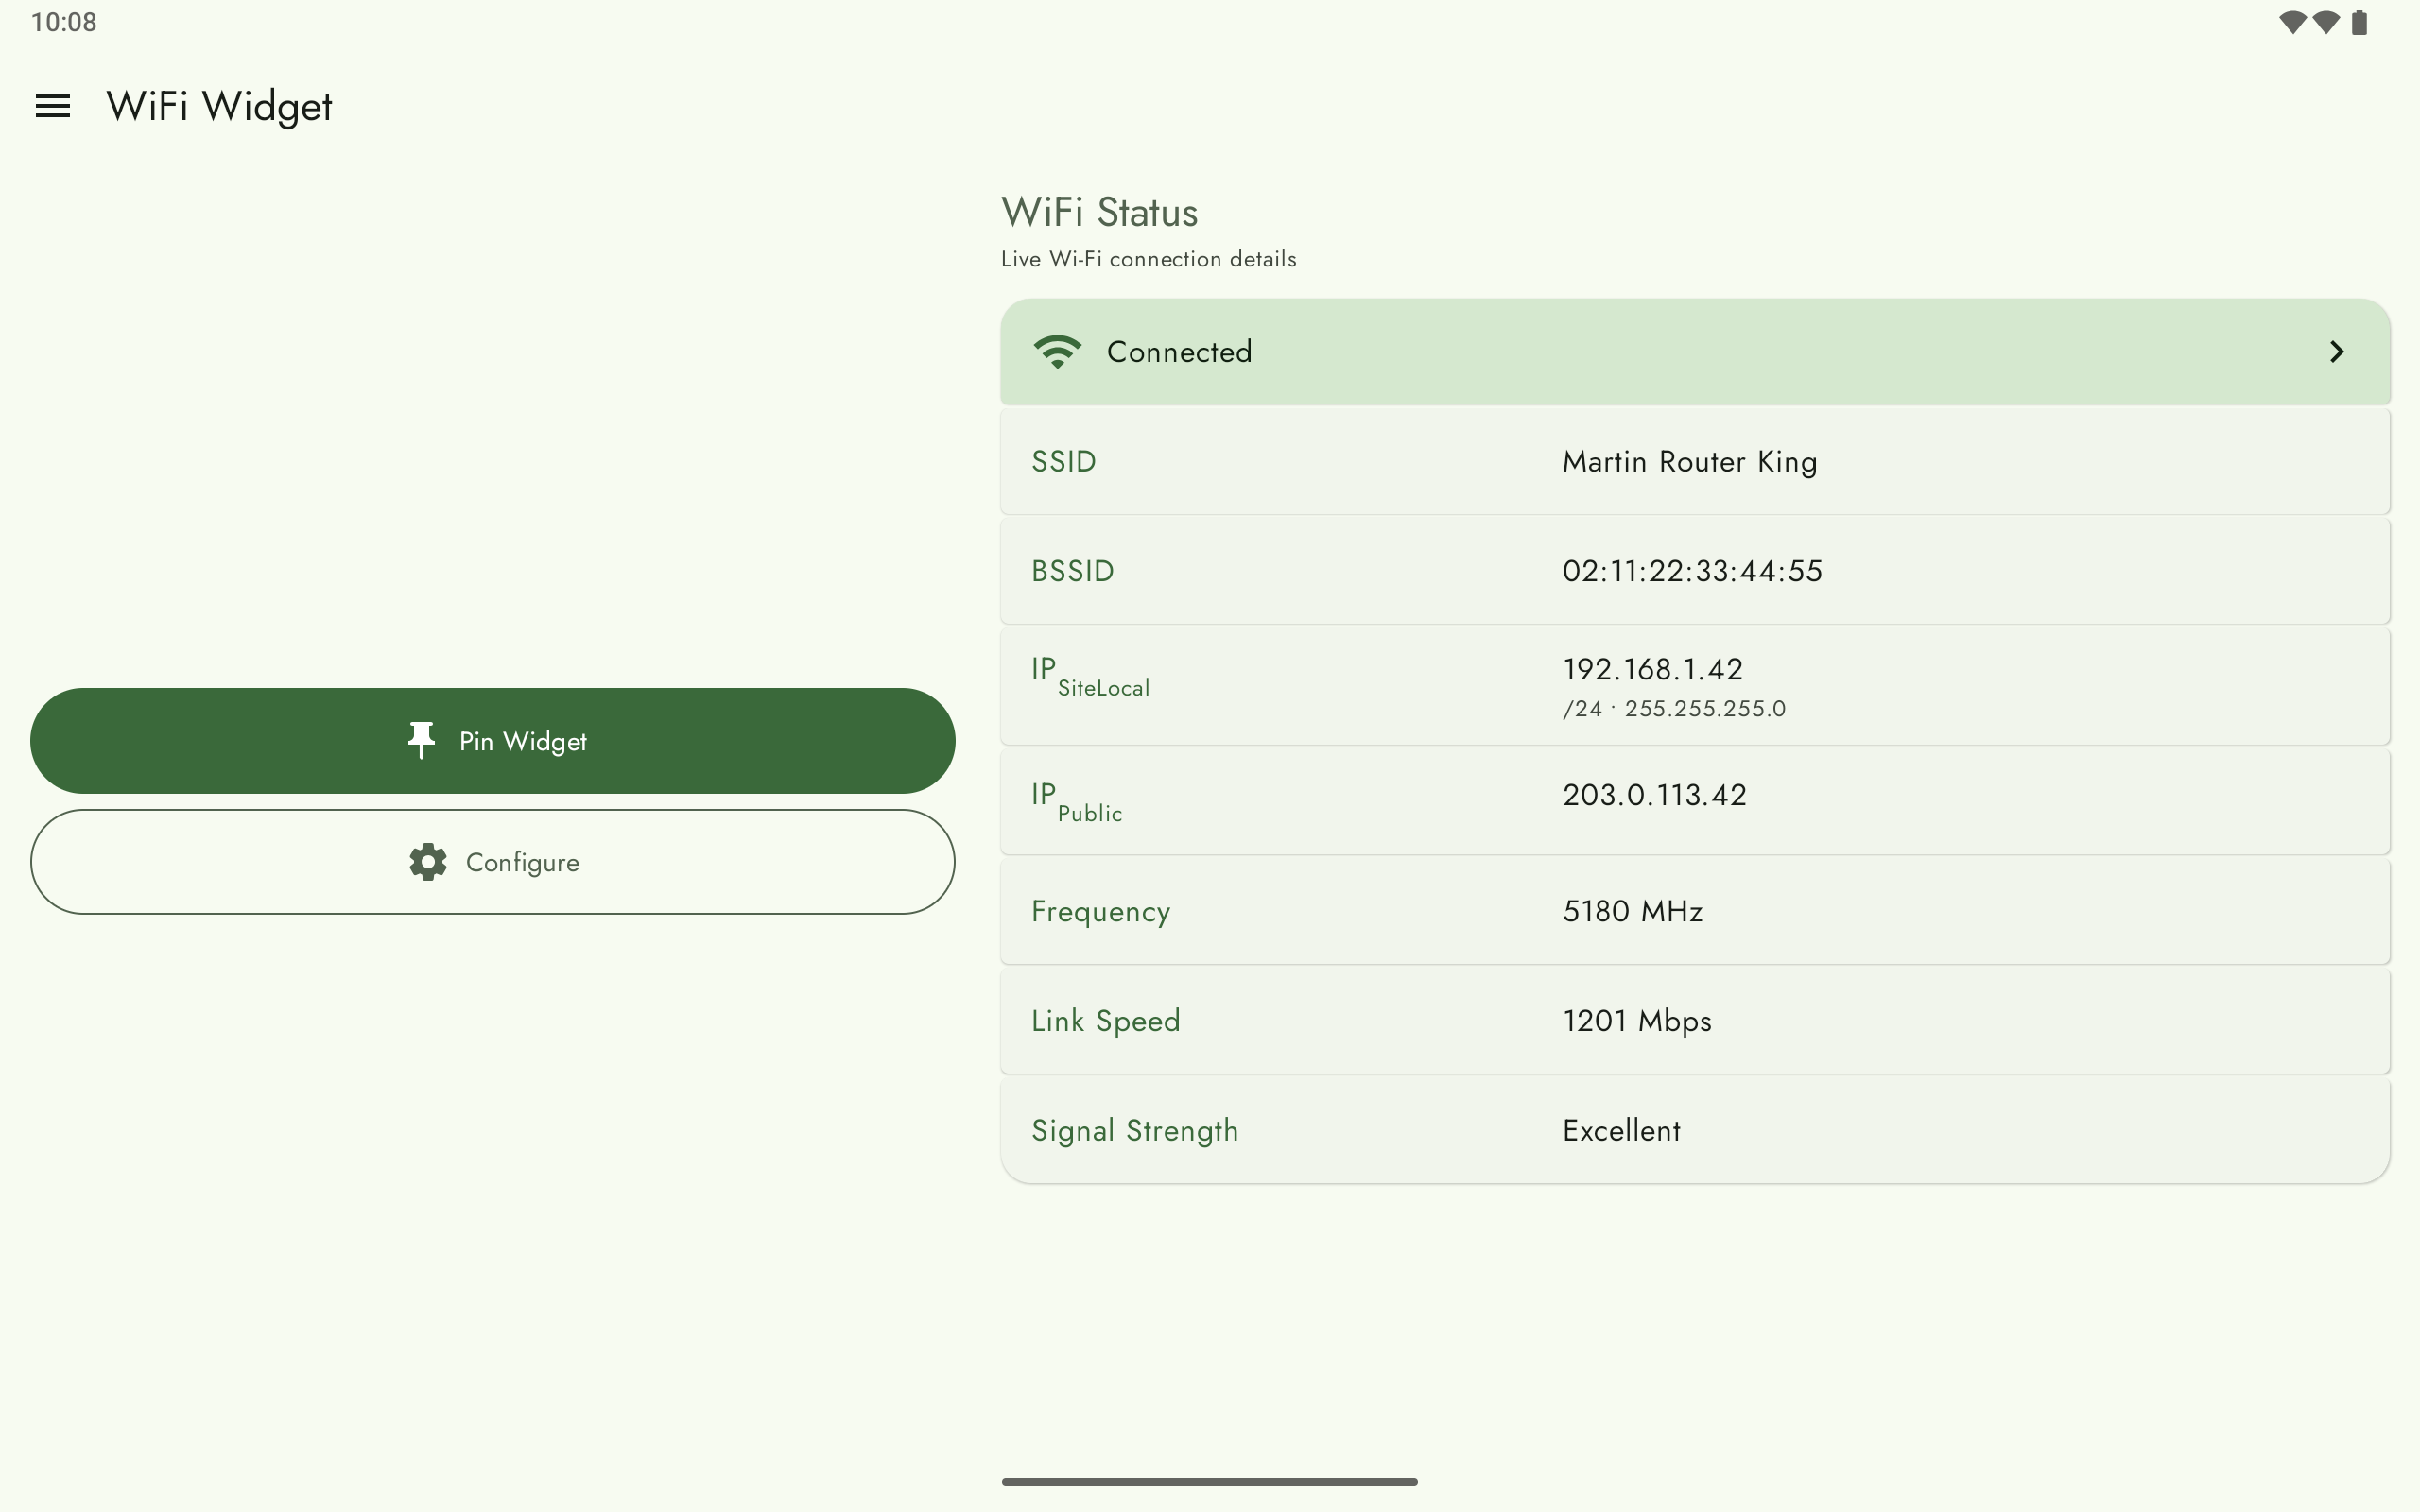 10:08
WiFi Widget
WiFi Status
Live Wi-Fi connection details
Connected
SSID Martin Router King
BSSID 02:11:22:33:44:55
IP SiteLocal 192.168.1.42
/24 · 255.255.255.0
IP Public 203.0.113.42
Frequency 5180 MHz
Link Speed 1201 Mbps
Signal Strength Excellent
Pin Widget
Configure